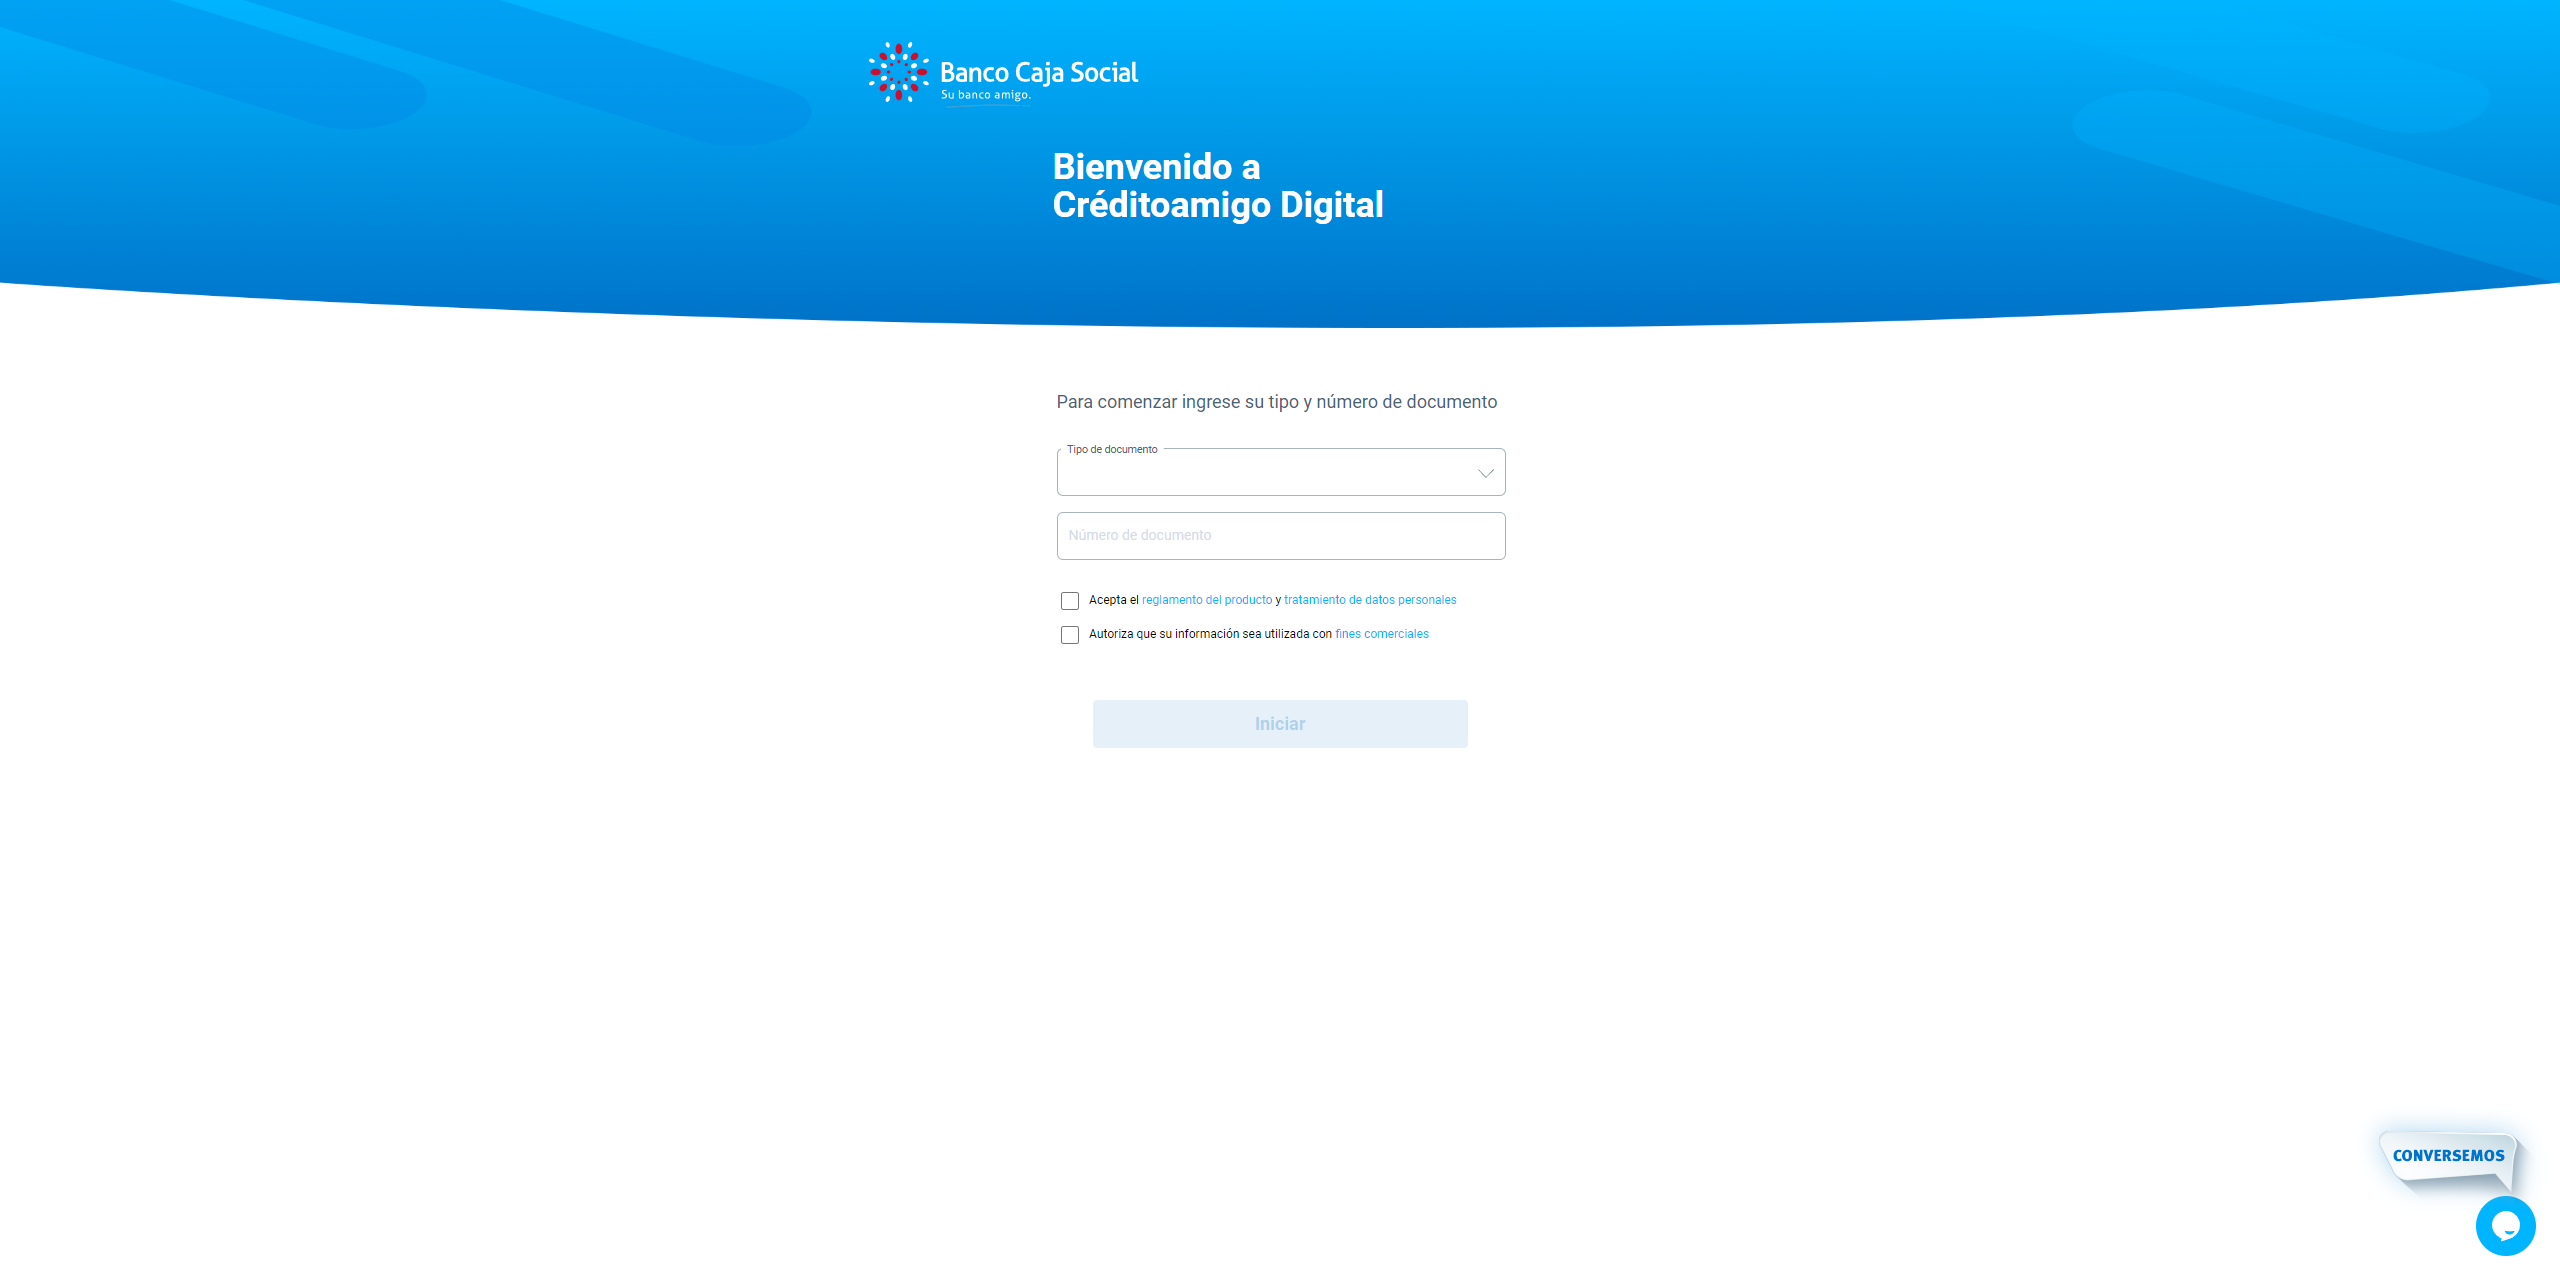 Banco Caja Social
Su banco amigo.
Bienvenido a
Créditoamigo Digital
Para comenzar ingrese su tipo y número de documento
Tipo de documento
Número de documento
Acepta el reglamento del producto y tratamiento de datos personales
Autoriza que su información sea utilizada con fines comerciales
Iniciar
CONVERSEMOS